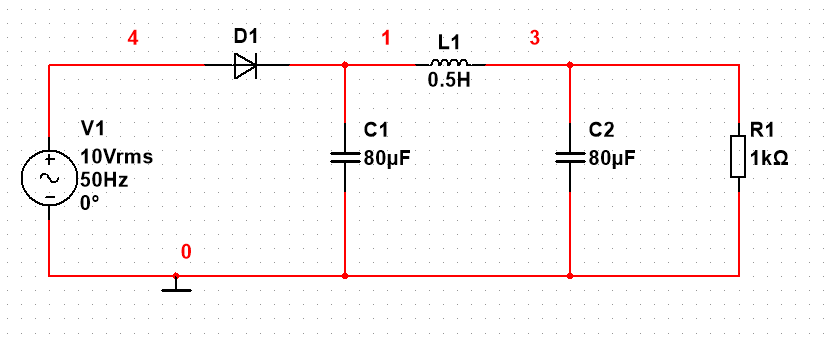 4
D1
1
L1
0.5H
3
V1
10Vrms
50Hz
0°
+
−
C1
80µF
C2
80µF
R1
1kΩ
0